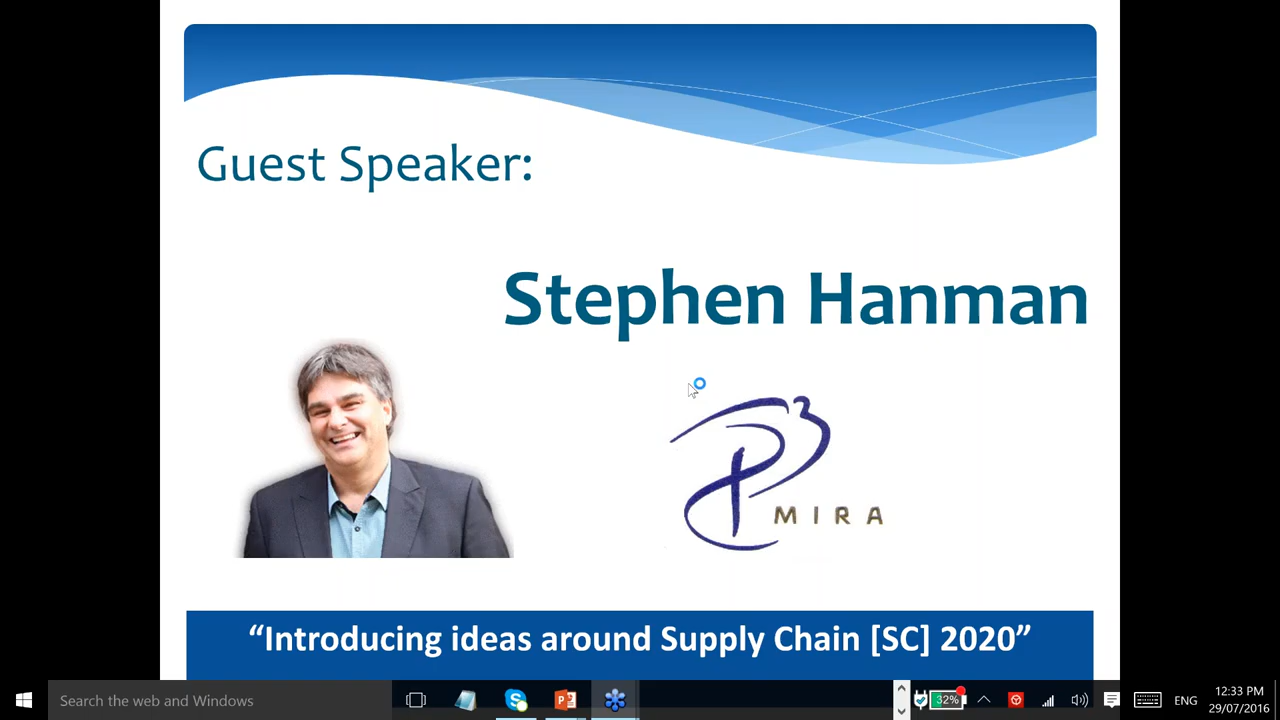 Guest Speaker:
Stephen Hanman
P3
MIRA
“Introducing ideas around Supply Chain [SC] 2020”
Search the web and Windows
32%
ENG
12:33 PM
29/07/2016